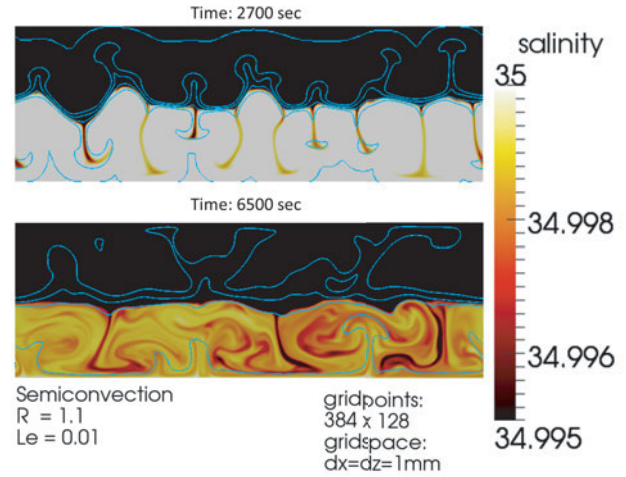 Time: 2700 sec
salinity
35
34.998
34.996
34.995
Time: 6500 sec
Semiconvection
R = 1.1
Le = 0.01
gridpoints:
384 x 128
gridspace:
dx=dz=1mm